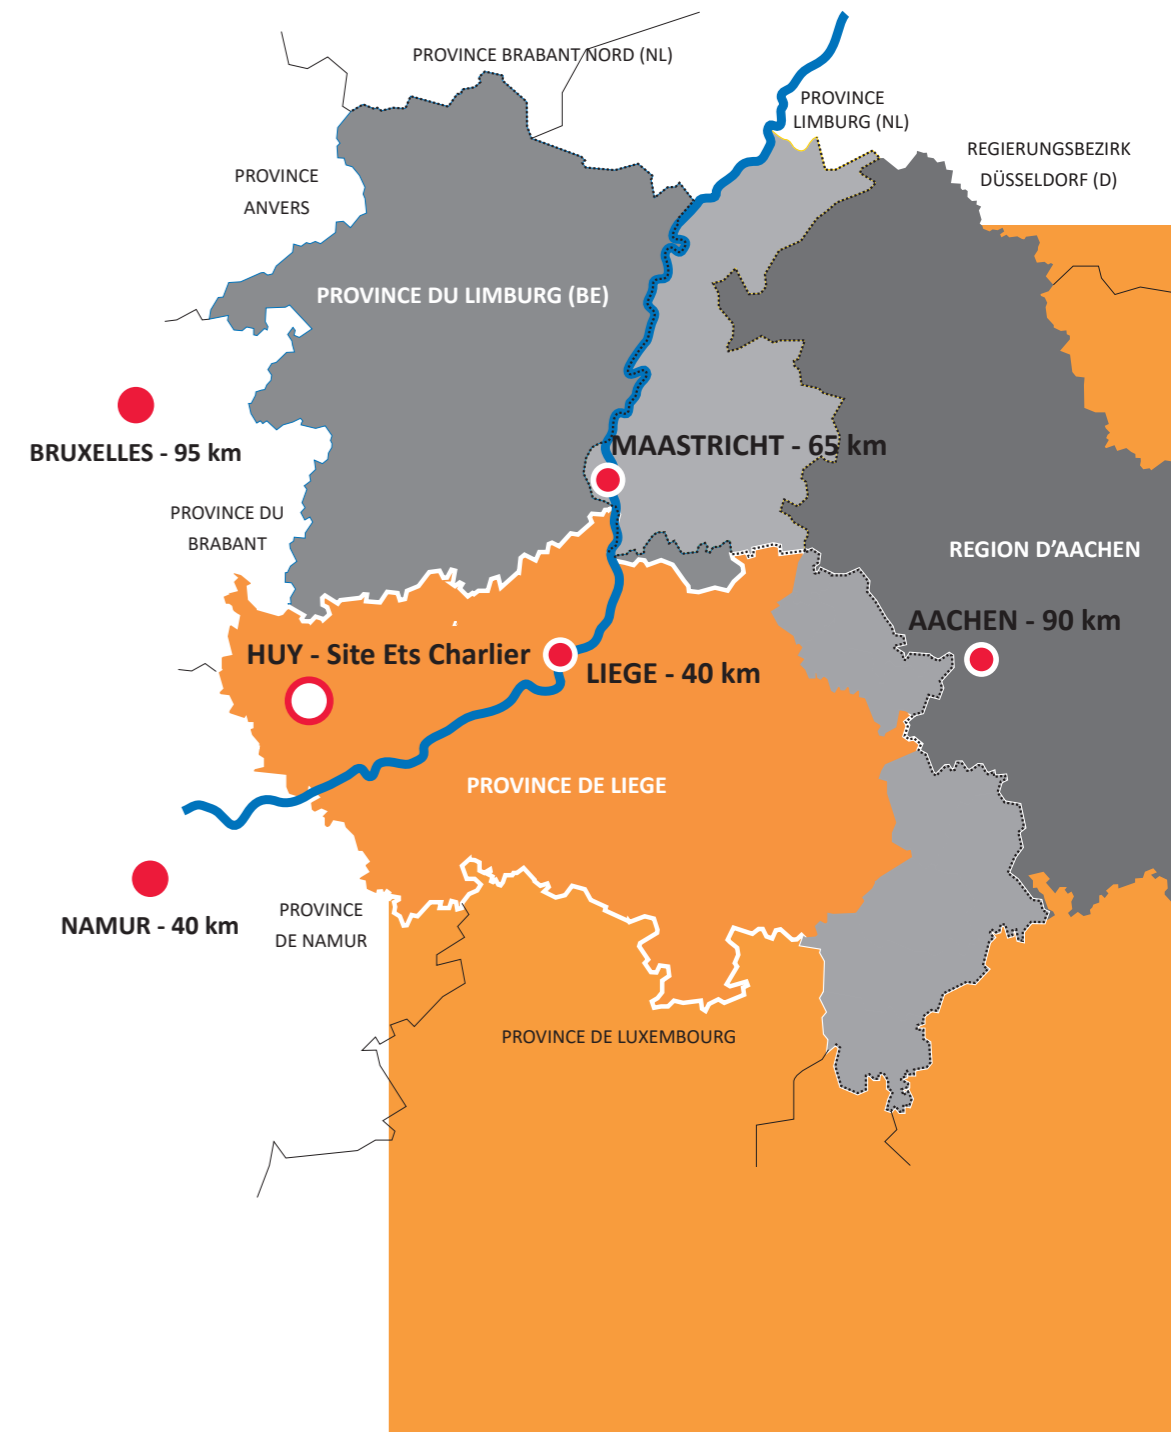 PROVINCE BRABANT NORD (NL)
PROVINCE
LIMBURG (NL)
REGIERUNGSBEZIRK
DÜSSELDORF (D)
PROVINCE
ANVERS
PROVINCE DU LIMBURG (BE)
BRUXELLES - 95 km
MAASTRICHT - 65 km
PROVINCE DU
BRABANT
REGION D'AACHEN
AACHEN - 90 km
HUY - Site Ets Charlier
LIEGE - 40 km
PROVINCE DE LIEGE
NAMUR - 40 km
PROVINCE
DE NAMUR
PROVINCE DE LUXEMBOURG